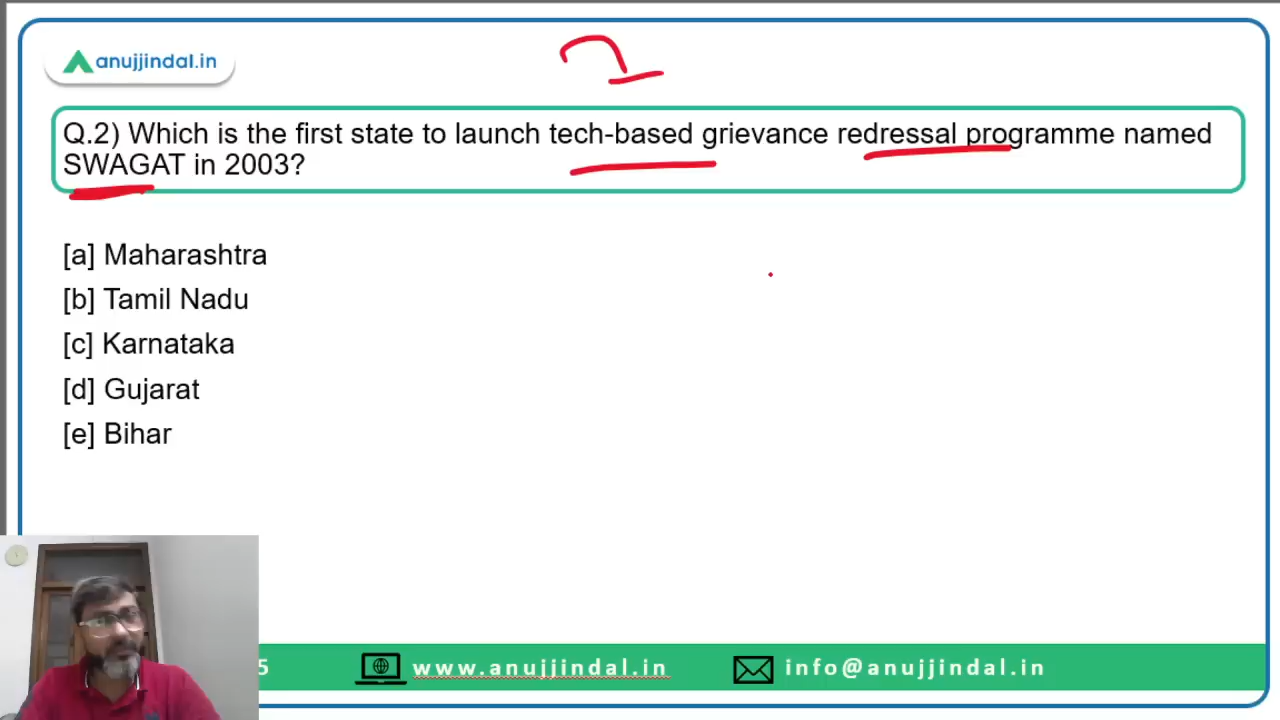 anujjindal.in
Q.2) Which is the first state to launch tech-based grievance redressal programme named
SWAGAT in 2003?
[a] Maharashtra
[b] Tamil Nadu
[c] Karnataka
[d] Gujarat
[e] Bihar
5 www.anujjindal.in info@anujjindal.in